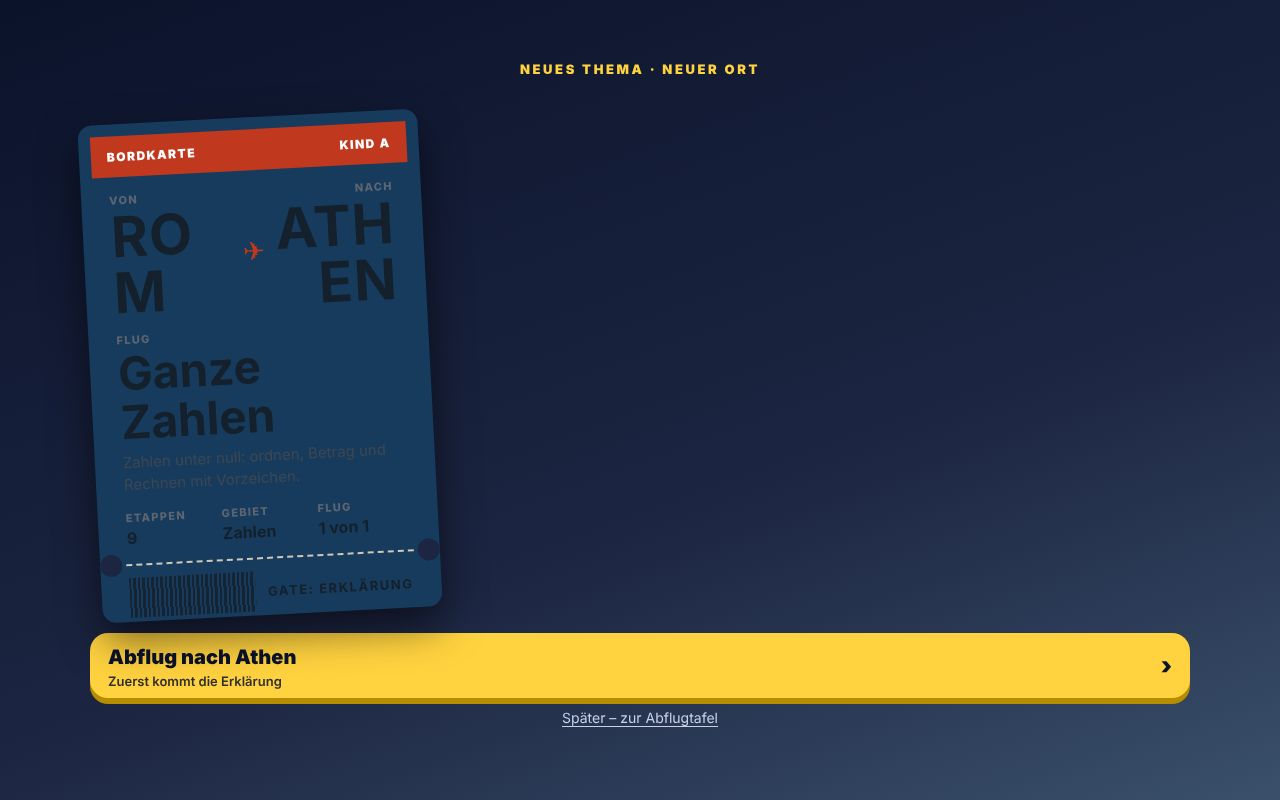 NEUES THEMA · NEUER ORT
BORDKARTE
KIND A
VON
NACH
RO
M
✈
ATH
EN
FLUG
Ganze
Zahlen
Zahlen unter null: ordnen, Betrag und
Rechnen mit Vorzeichen.
ETAPPEN
GEBIET
FLUG
9
Zahlen
1 von 1
GATE: ERKLÄRUNG
Abflug nach Athen
Zuerst kommt die Erklärung
›
Später – zur Abflugtafel